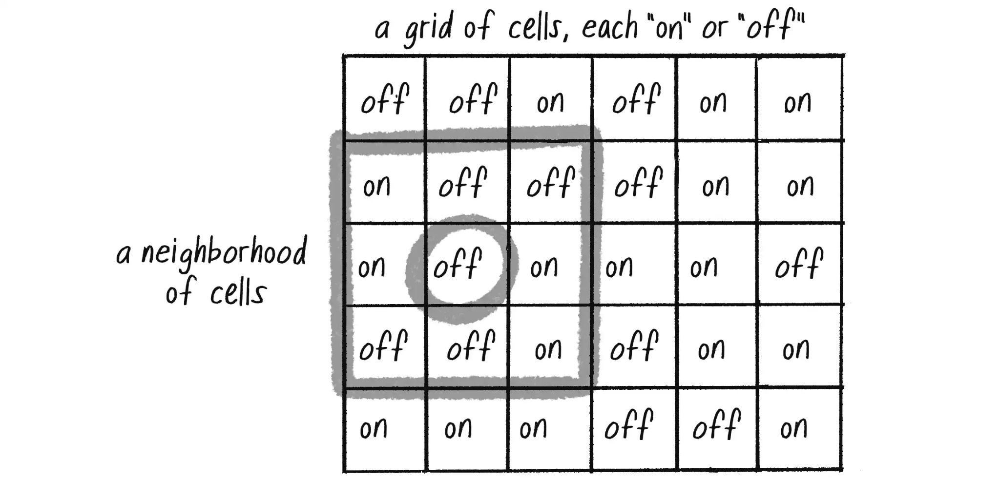 a grid of cells, each "on" or "off"
off off on off on on
on off off off on on
a neighborhood
of cells
on off on on on off
off off on off on on
on on on off off on